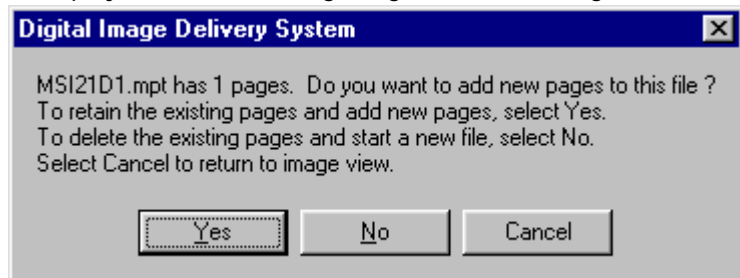 Digital Image Delivery System
MSI21D1.mpt has 1 pages.  Do you want to add new pages to this file ?
To retain the existing pages and add new pages, select Yes.
To delete the existing pages and start a new file, select No.
Select Cancel to return to image view.
Yes No Cancel